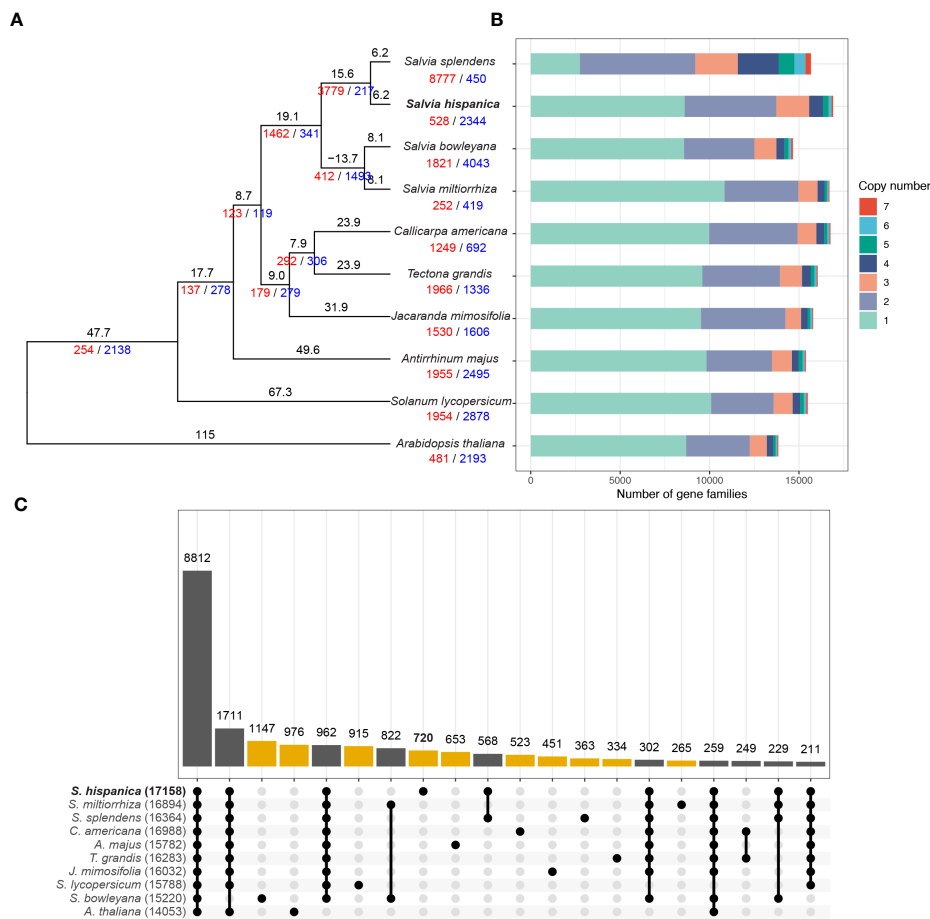 A
B
6.2
Salvia splendens
15.6
8777 / 450
3779 / 217
6.2
Salvia hispanica
19.1
528 / 2344
1462 / 341
8.1
Salvia bowleyana
−13.7
1821 / 4043
412 / 1493
8.1
Salvia miltiorrhiza
8.7
252 / 419
123 / 119
23.9
Callicarpa americana
7.9
1249 / 692
292 / 306
23.9
Tectona grandis
17.7
9.0
1966 / 1336
137 / 278
179 / 279
31.9
Jacaranda mimosifolia
1530 / 1606
47.7
254 / 2138
49.6
Antirrhinum majus
1955 / 2495
67.3
Solanum lycopersicum
1954 / 2878
115
Arabidopsis thaliana
481 / 2193
Copy number
7
6
5
4
3
2
1
0 5000 10000 15000
Number of gene families
C
8812
1711
1147
976
962
915
822
720
653
568
523
451
363
334
302
265
259
249
229
211
S. hispanica (17158)
S. miltiorrhiza (16894)
S. splendens (16364)
C. americana (16988)
A. majus (15782)
T. grandis (16283)
J. mimosifolia (16032)
S. lycopersicum (15788)
S. bowleyana (15220)
A. thaliana (14053)